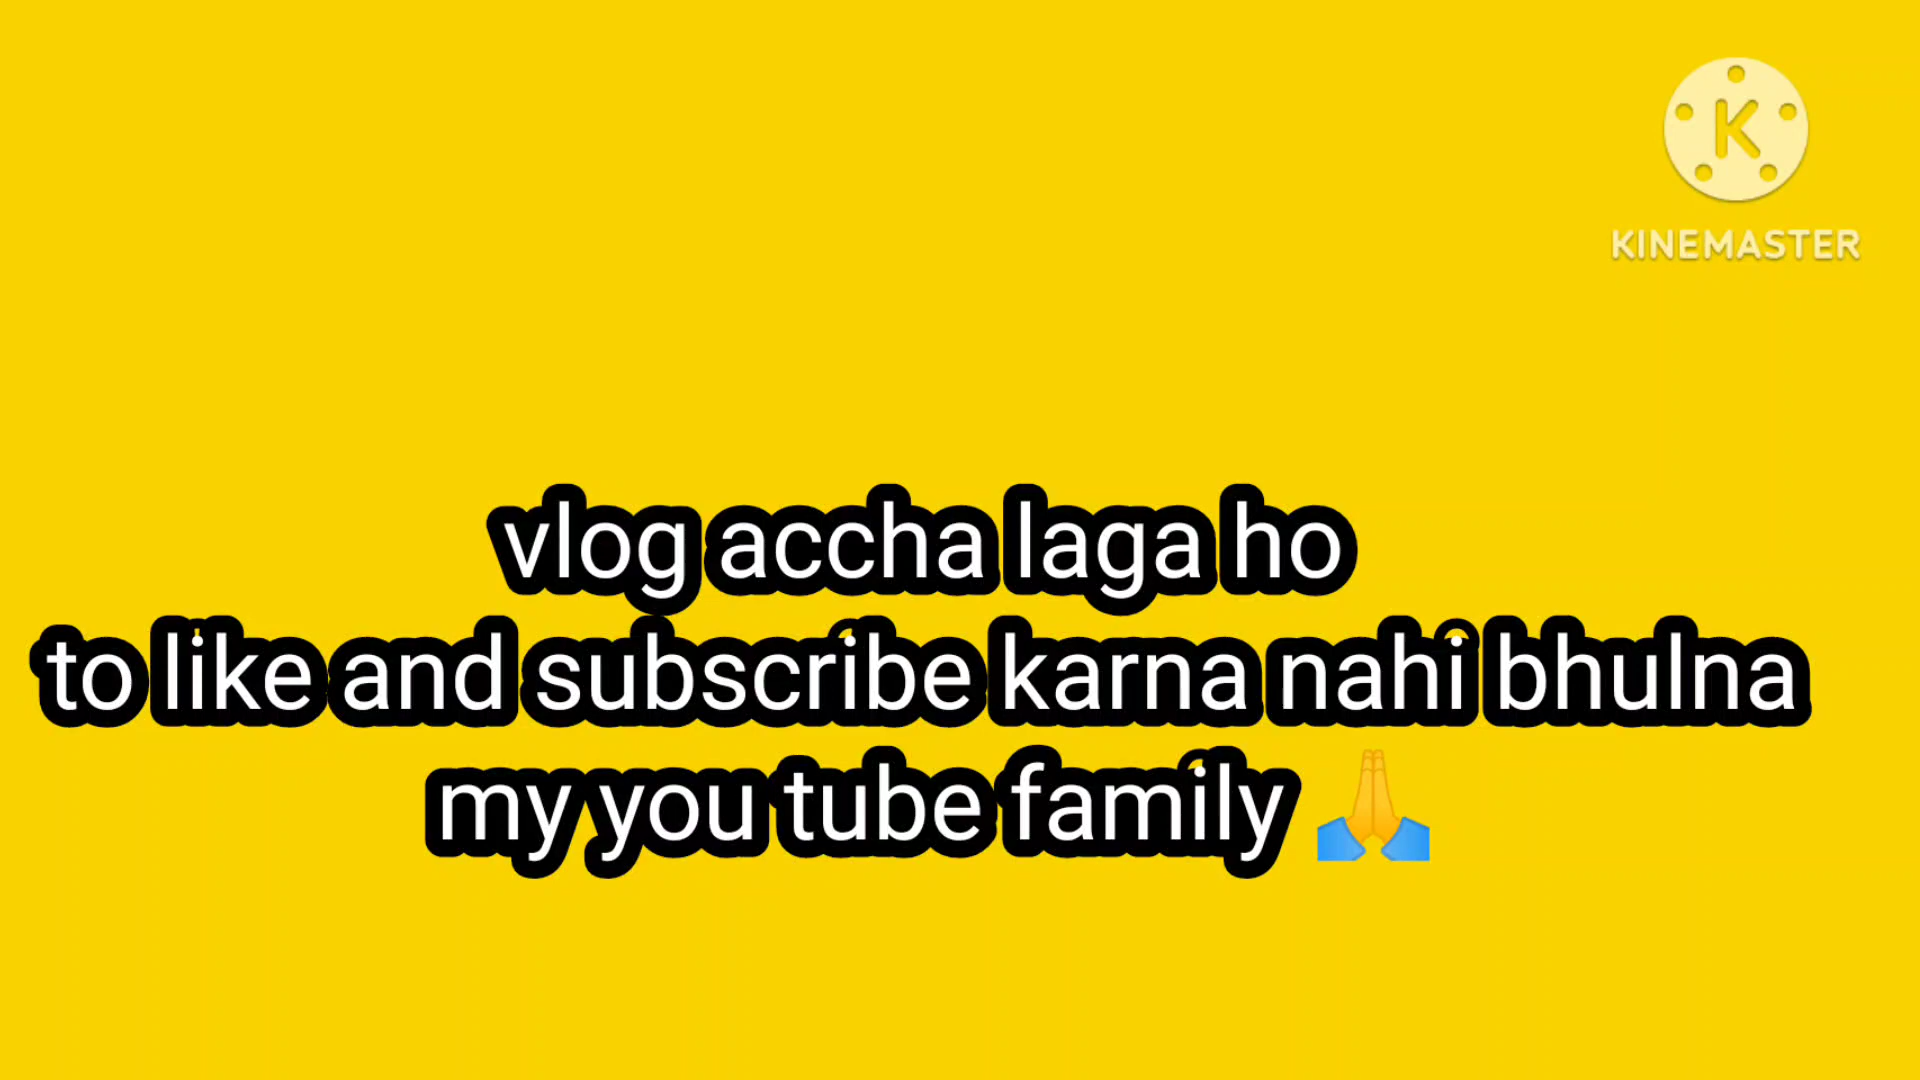 K
KINEMASTER
vlog accha laga ho
to like and subscribe karna nahi bhulna
my you tube family 🙏